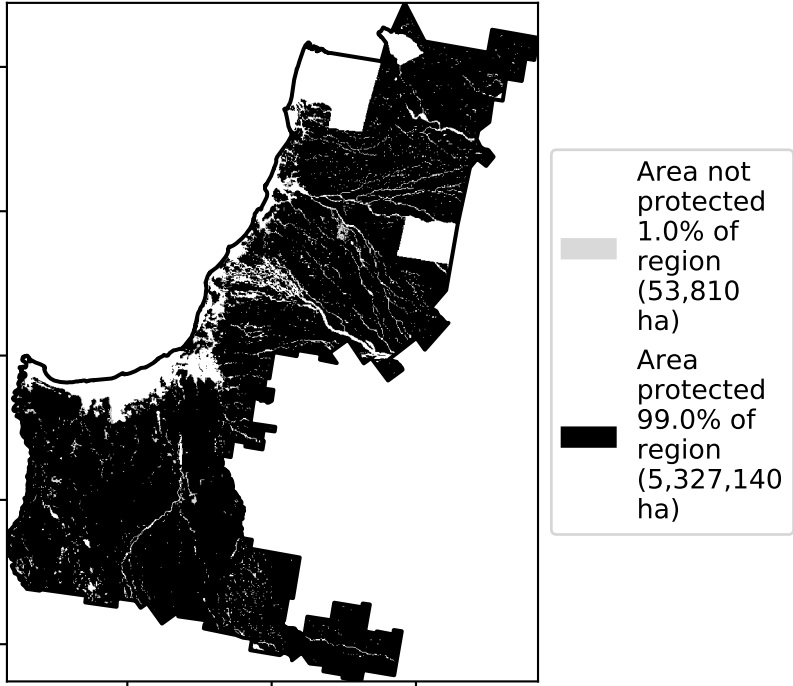 Area not
protected
1.0% of
region
(53,810
ha)
Area
protected
99.0% of
region
(5,327,140
ha)